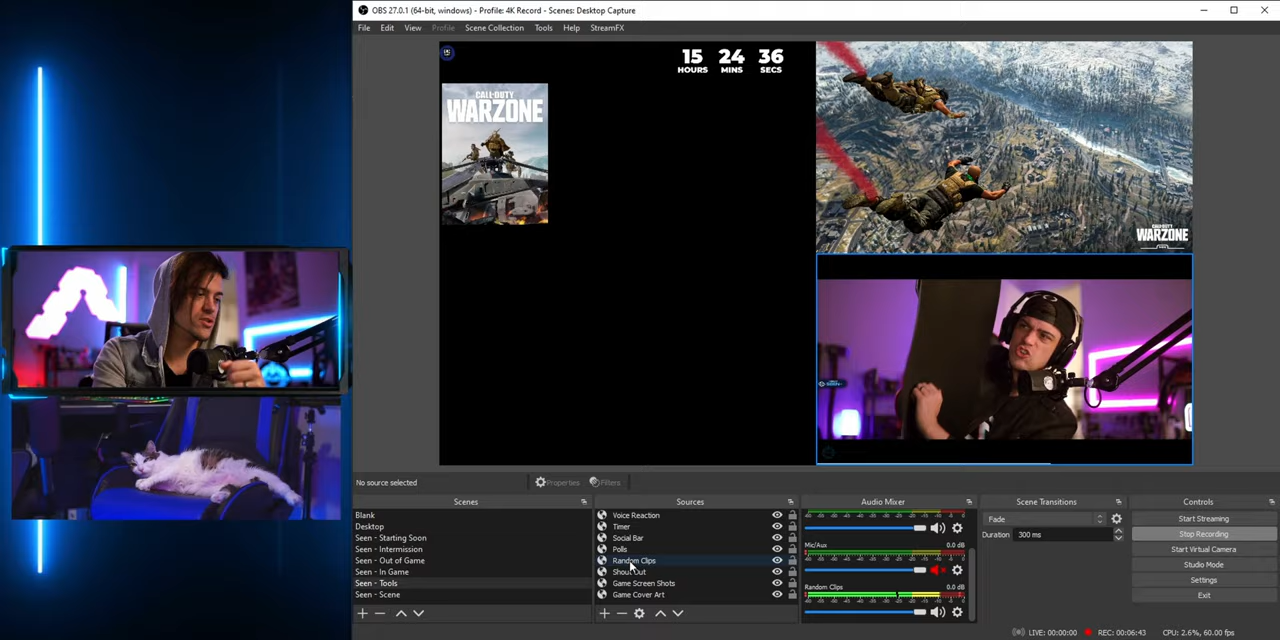 OBS 27.0.1 (64-bit, windows) - Profile: 4K Record - Scenes: Desktop Capture
File Edit View Profile Scene Collection Tools Help StreamFX
15 24 36
HOURS MINS SECS
CALL OF DUTY
WARZONE
CALL OF DUTY
WARZONE
No source selected
Properties
Filters
Scenes
Blank
Desktop
Seen - Starting Soon
Seen - Intermission
Seen - Out of Game
Seen - In Game
Seen - Tools
Seen - Scene
Sources
Voice Reaction
Timer
Social Bar
Polls
Random Clips
Shout Out
Game Screen Shots
Game Cover Art
Audio Mixer
Mic/Aux 0.0 dB
Random Clips 0.0 dB
Scene Transitions
Fade
Duration 300 ms
Controls
Start Streaming
Stop Recording
Start Virtual Camera
Studio Mode
Settings
Exit
LIVE: 00:00:00 REC: 00:06:43 CPU: 2.6%, 60.00 fps